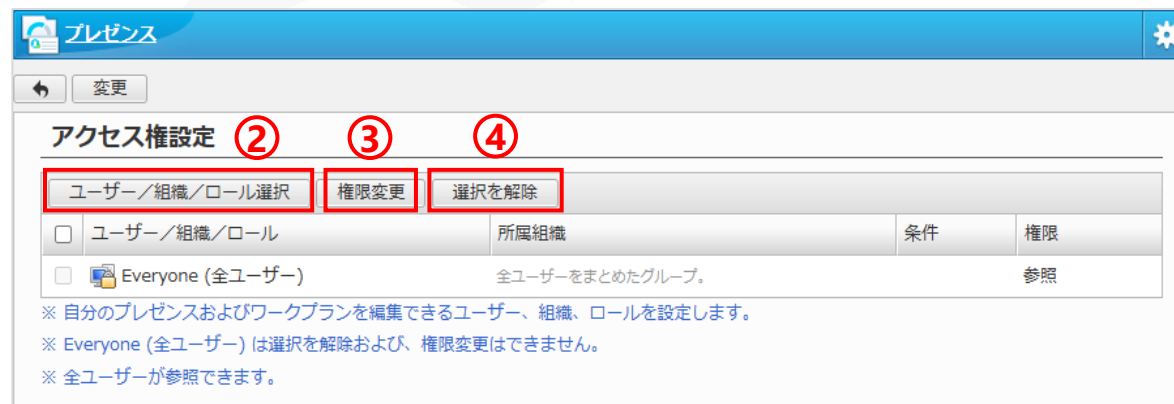 プレゼンス
変更
アクセス権設定 ② ③ ④
ユーザー／組織／ロール選択 権限変更 選択を解除
ユーザー／組織／ロール 所属組織 条件 権限
Everyone (全ユーザー) 全ユーザーをまとめたグループ。 参照
※ 自分のプレゼンスおよびワークプランを編集できるユーザー、組織、ロールを設定します。
※ Everyone (全ユーザー) は選択を解除および、権限変更はできません。
※ 全ユーザーが参照できます。